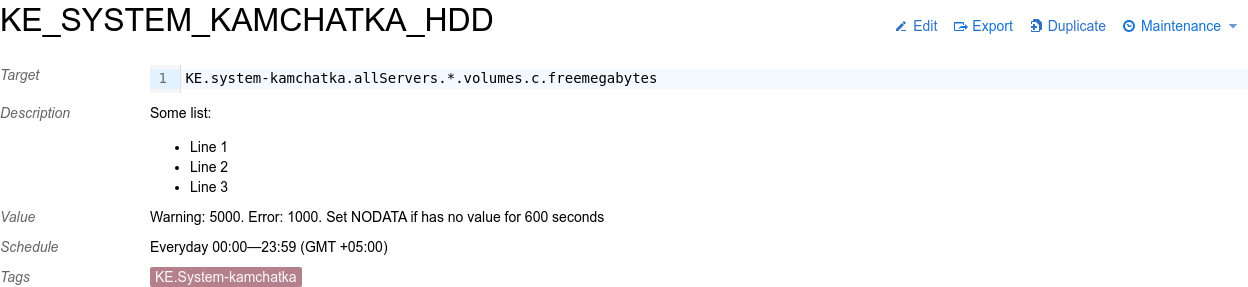 KE_SYSTEM_KAMCHATKA_HDD
Edit Export Duplicate Maintenance
Target 1 KE.system-kamchatka.allServers.*.volumes.c.freemegabytes
Description Some list:
• Line 1
• Line 2
• Line 3
Value Warning: 5000. Error: 1000. Set NODATA if has no value for 600 seconds
Schedule Everyday 00:00—23:59 (GMT +05:00)
Tags KE.System-kamchatka